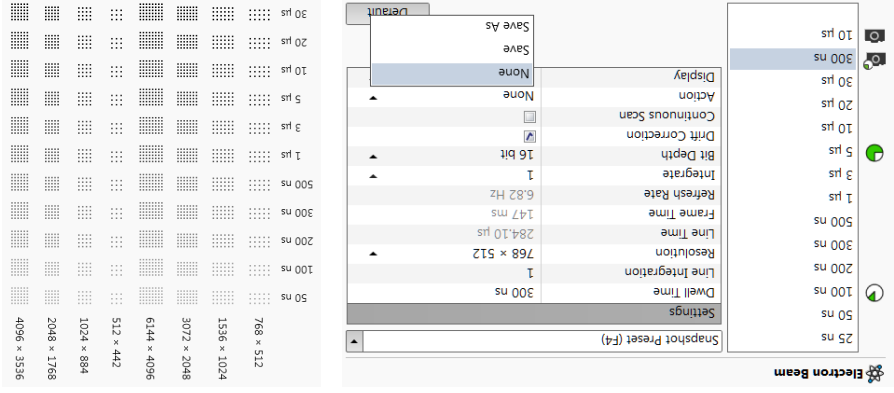 Electron Beam
25 ns
50 ns
100 ns
200 ns
300 ns
500 ns
1 µs
3 µs
5 µs
10 µs
20 µs
30 µs
300 ns
10 µs
Snapshot Preset (F4)
Settings
Dwell Time 300 ns
Line Integration 1
Resolution 768 × 512
Line Time 284.10 µs
Frame Time 147 ms
Refresh Rate 6.82 Hz
Integrate 1
Bit Depth 16 bit
Drift Correction
Continuous Scan
Action None
Display
None
Save
Save As
Default
768 × 512
1536 × 1024
3072 × 2048
6144 × 4096
512 × 442
1024 × 884
2048 × 1768
4096 × 3536
50 ns
100 ns
200 ns
300 ns
500 ns
1 µs
3 µs
5 µs
10 µs
20 µs
30 µs